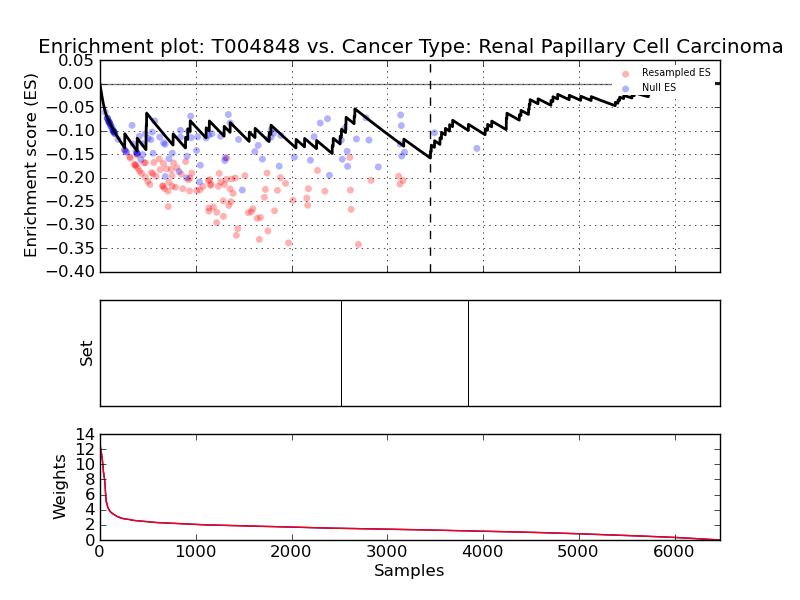 Enrichment plot: T004848 vs. Cancer Type: Renal Papillary Cell Carcinoma
0.05
0.00
−0.05
−0.10
−0.15
−0.20
−0.25
−0.30
−0.35
−0.40
Enrichment score (ES)
Resampled ES
Null ES
Set
14
12
10
8
6
4
2
0
Weights
0 1000 2000 3000 4000 5000 6000
Samples